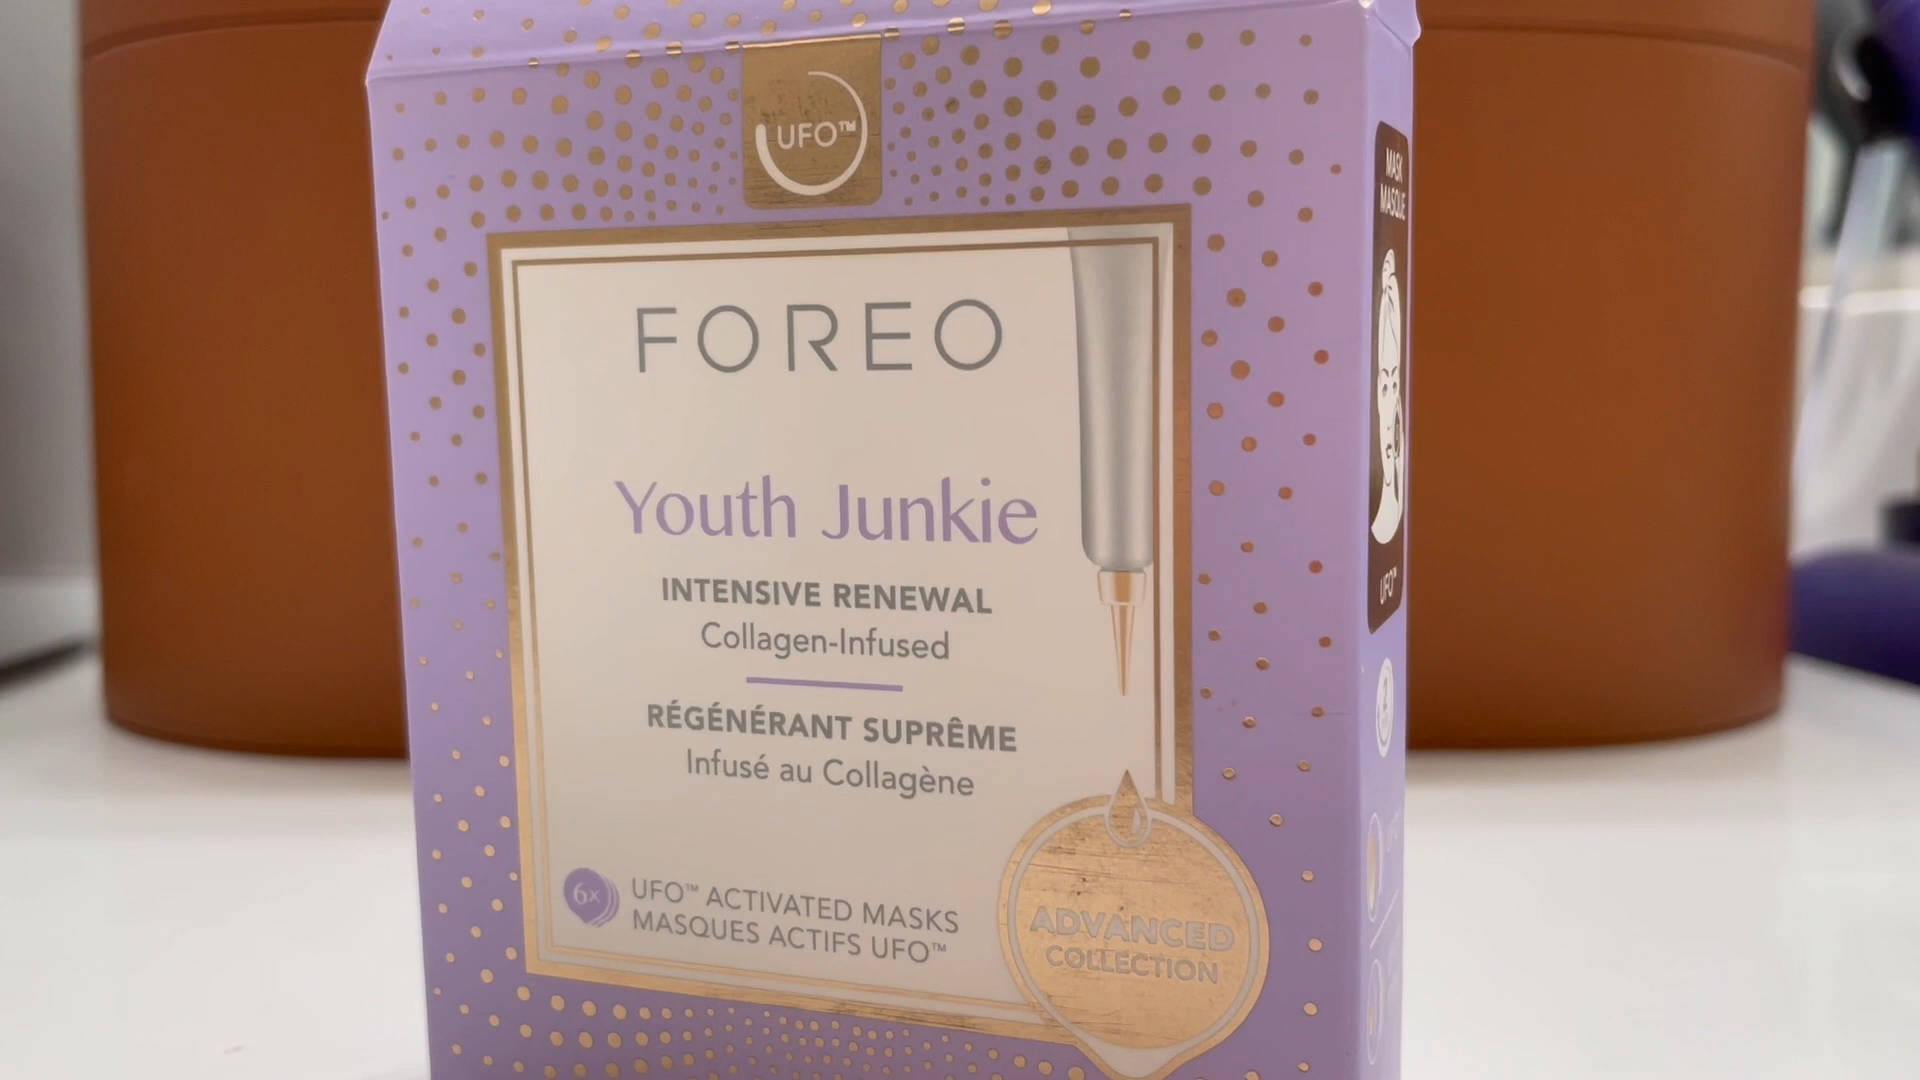 UFO™
FOREO
Youth Junkie
INTENSIVE RENEWAL
Collagen-Infused
RÉGÉNÉRANT SUPRÊME
Infusé au Collagène
6x
UFO™ ACTIVATED MASKS
MASQUES ACTIFS UFO™
ADVANCED
COLLECTION
MASK
MASQUE
UFO™